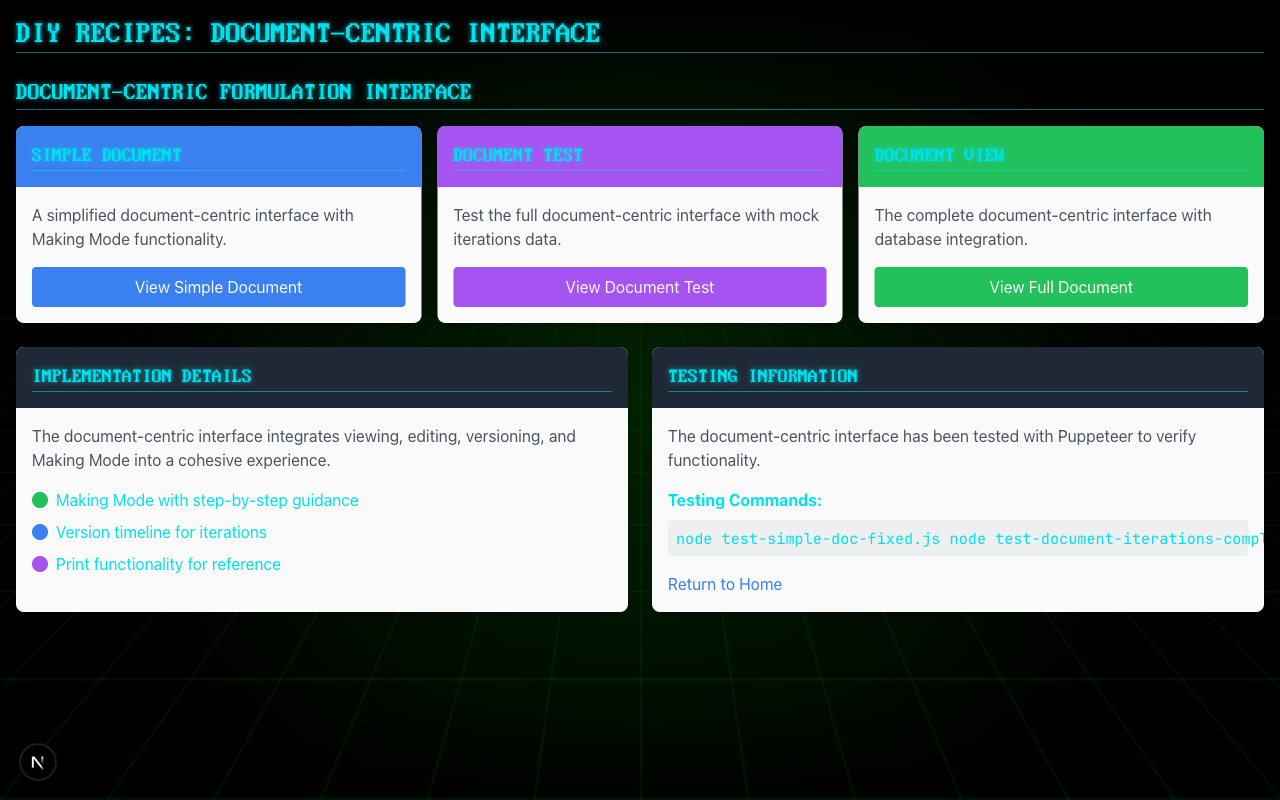 DIY RECIPES: DOCUMENT-CENTRIC INTERFACE
DOCUMENT-CENTRIC FORMULATION INTERFACE
SIMPLE DOCUMENT
A simplified document-centric interface with
Making Mode functionality.
View Simple Document
DOCUMENT TEST
Test the full document-centric interface with mock
iterations data.
View Document Test
DOCUMENT VIEW
The complete document-centric interface with
database integration.
View Full Document
IMPLEMENTATION DETAILS
The document-centric interface integrates viewing, editing, versioning, and
Making Mode into a cohesive experience.
Making Mode with step-by-step guidance
Version timeline for iterations
Print functionality for reference
TESTING INFORMATION
The document-centric interface has been tested with Puppeteer to verify
functionality.
Testing Commands:
node test-simple-doc-fixed.js node test-document-iterations-compl
Return to Home
N